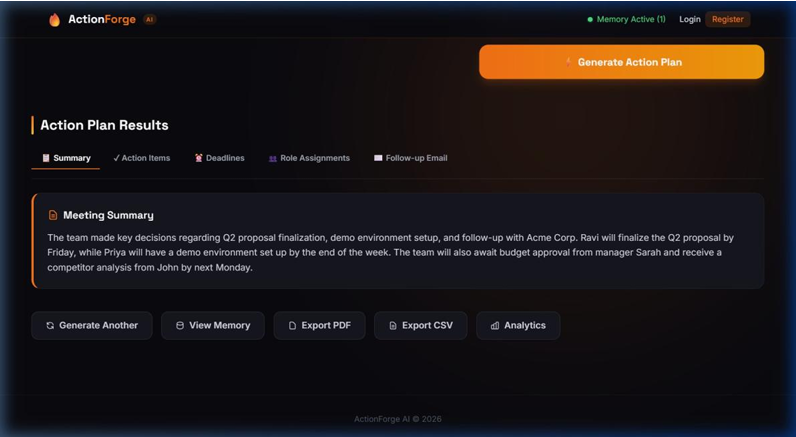 ActionForge AI
Memory Active (1)
Login
Register
Generate Action Plan
Action Plan Results
Summary
Action Items
Deadlines
Role Assignments
Follow-up Email
Meeting Summary
The team made key decisions regarding Q2 proposal finalization, demo environment setup, and follow-up with Acme Corp. Ravi will finalize the Q2 proposal by
Friday, while Priya will have a demo environment set up by the end of the week. The team will also await budget approval from manager Sarah and receive a
competitor analysis from John by next Monday.
Generate Another
View Memory
Export PDF
Export CSV
Analytics
ActionForge AI © 2026